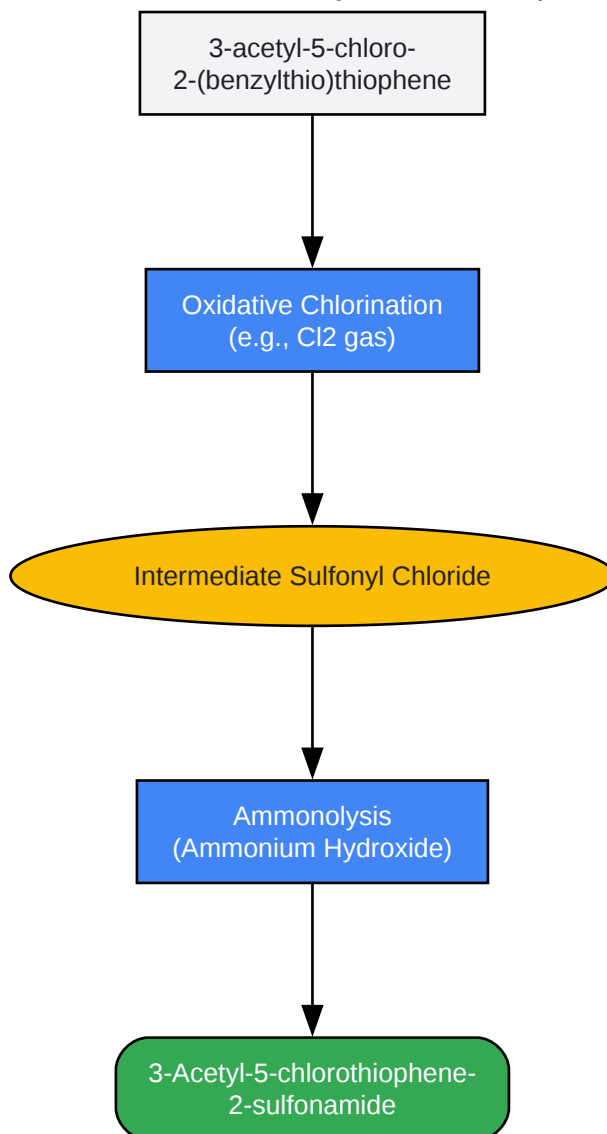 3-acetyl-5-chloro-
2-(benzylthio)thiophene
Oxidative Chlorination
(e.g., Cl2 gas)
Intermediate Sulfonyl Chloride
Ammonolysis
(Ammonium Hydroxide)
3-Acetyl-5-chlorothiophene-
2-sulfonamide